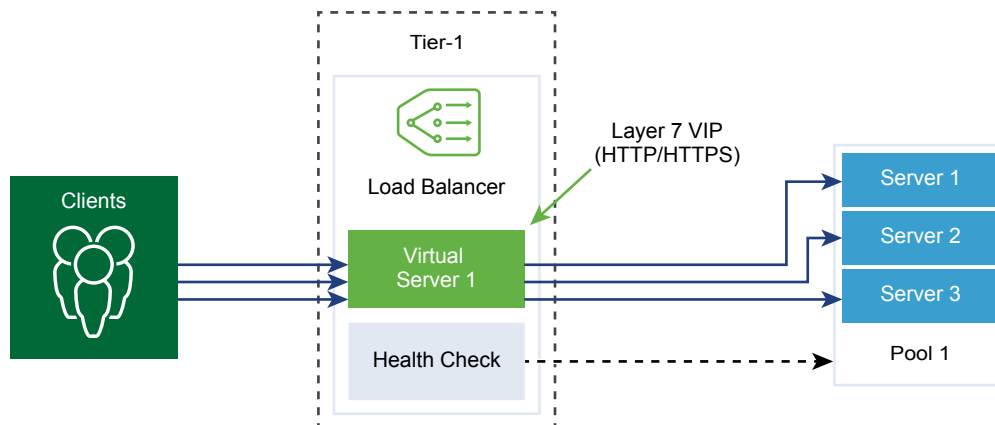 Tier-1
Load Balancer
Layer 7 VIP
(HTTP/HTTPS)
Clients
Virtual
Server 1
Health Check
Server 1
Server 2
Server 3
Pool 1